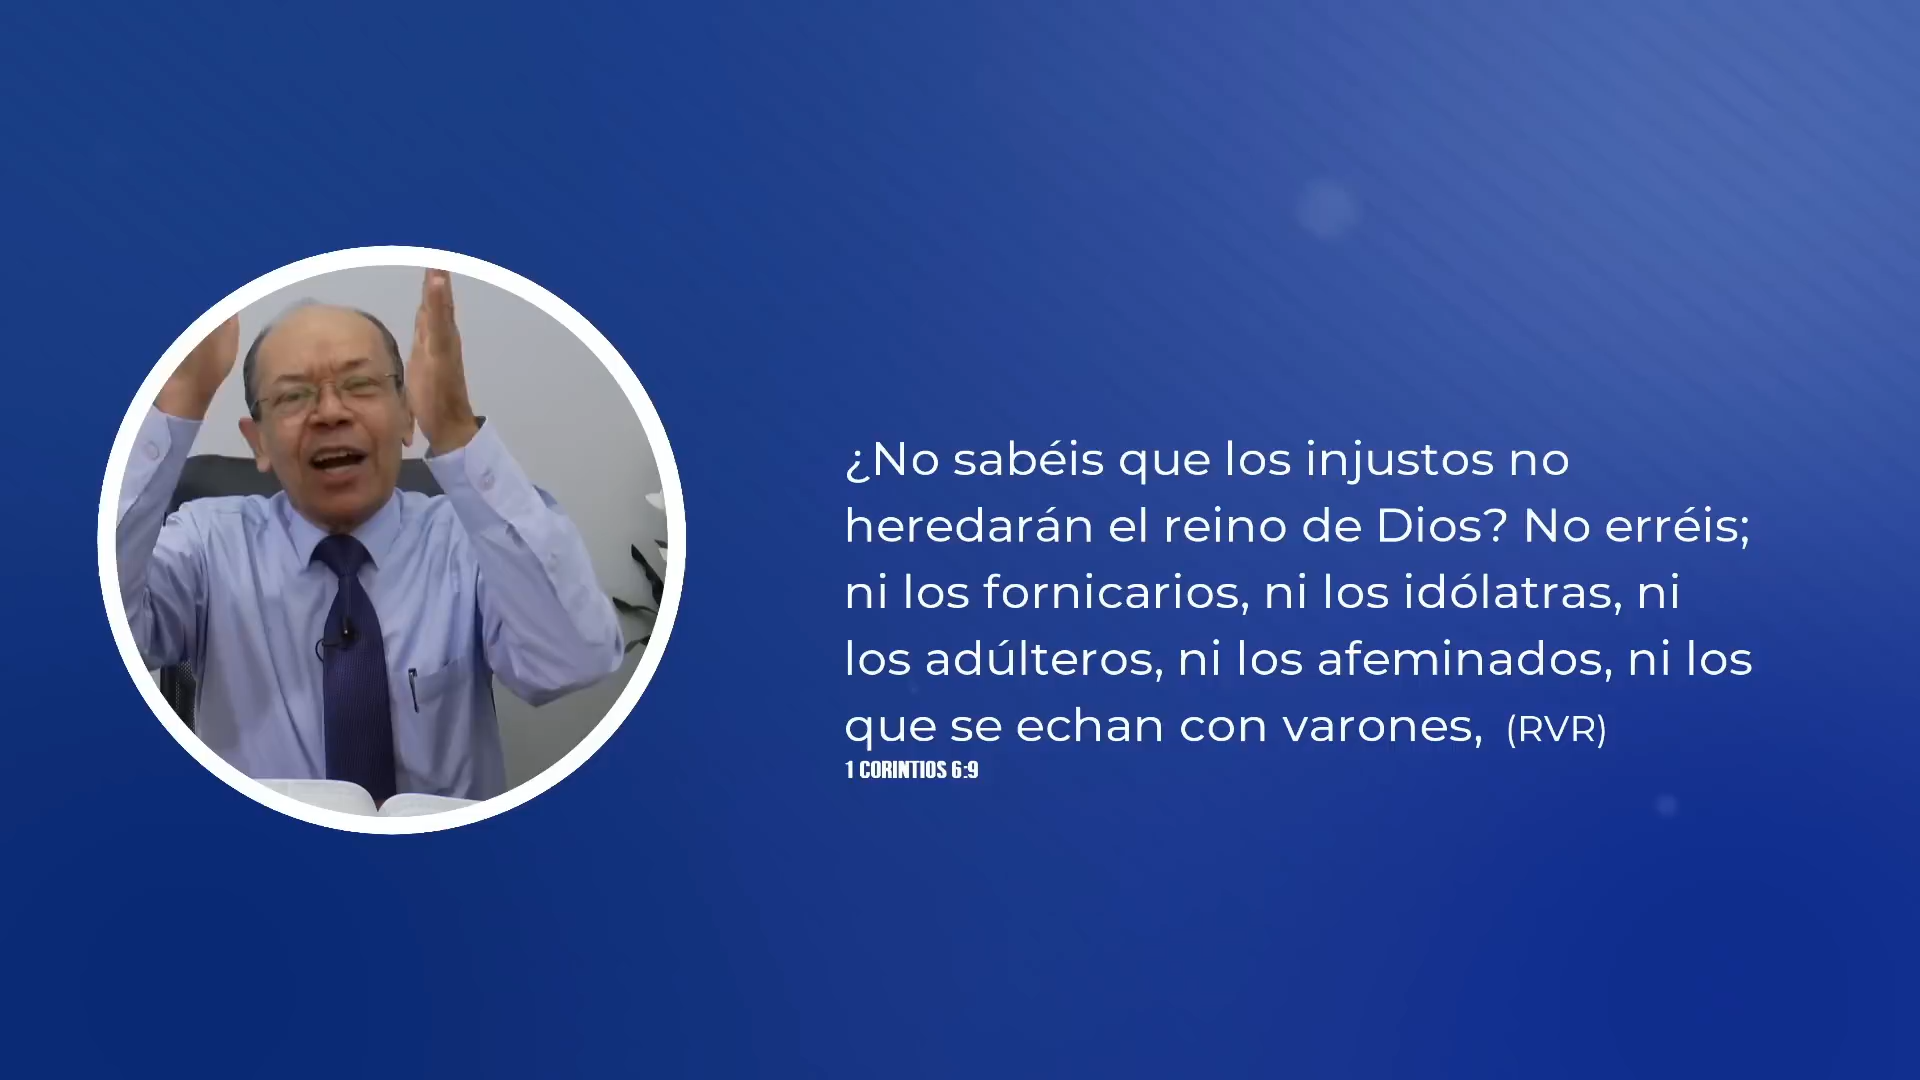 ¿No sabéis que los injustos no
heredarán el reino de Dios? No erréis;
ni los fornicarios, ni los idólatras, ni
los adúlteros, ni los afeminados, ni los
que se echan con varones, (RVR)
1 CORINTIOS 6:9